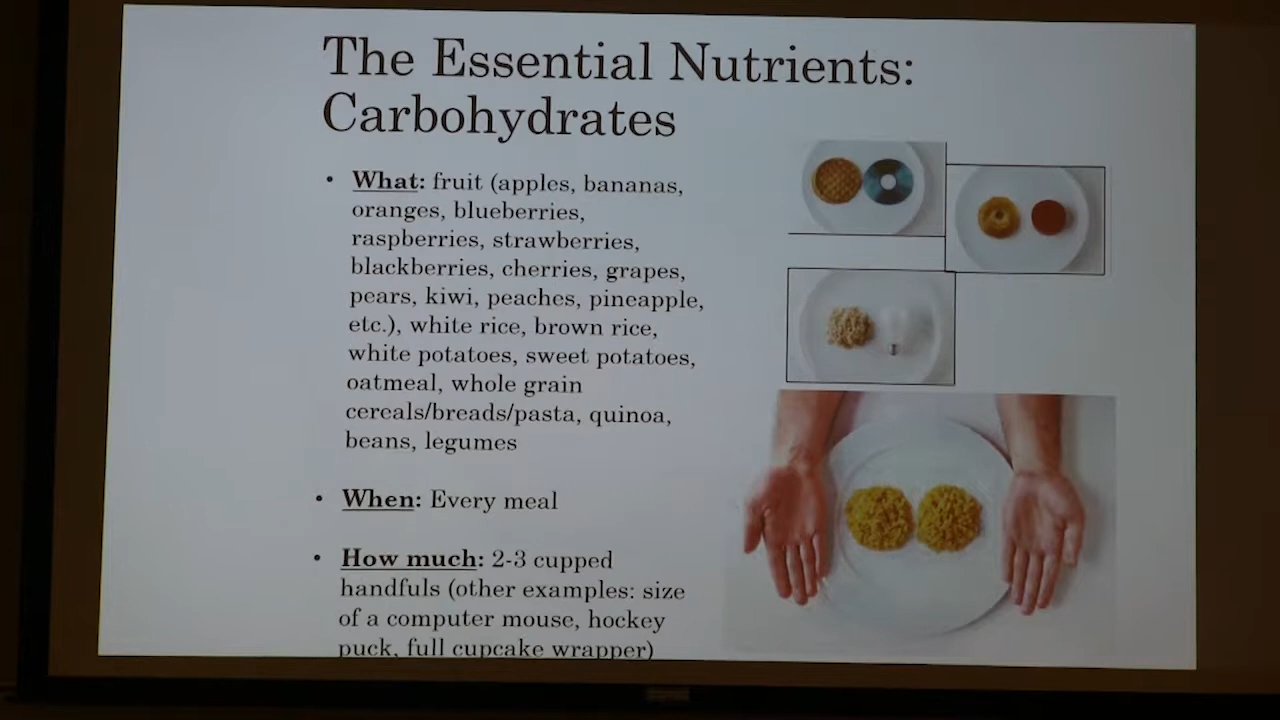 The Essential Nutrients:
Carbohydrates
• What: fruit (apples, bananas,
oranges, blueberries,
raspberries, strawberries,
blackberries, cherries, grapes,
pears, kiwi, peaches, pineapple,
etc.), white rice, brown rice,
white potatoes, sweet potatoes,
oatmeal, whole grain
cereals/breads/pasta, quinoa,
beans, legumes
• When: Every meal
• How much: 2-3 cupped
handfuls (other examples: size
of a computer mouse, hockey
puck, full cupcake wrapper)